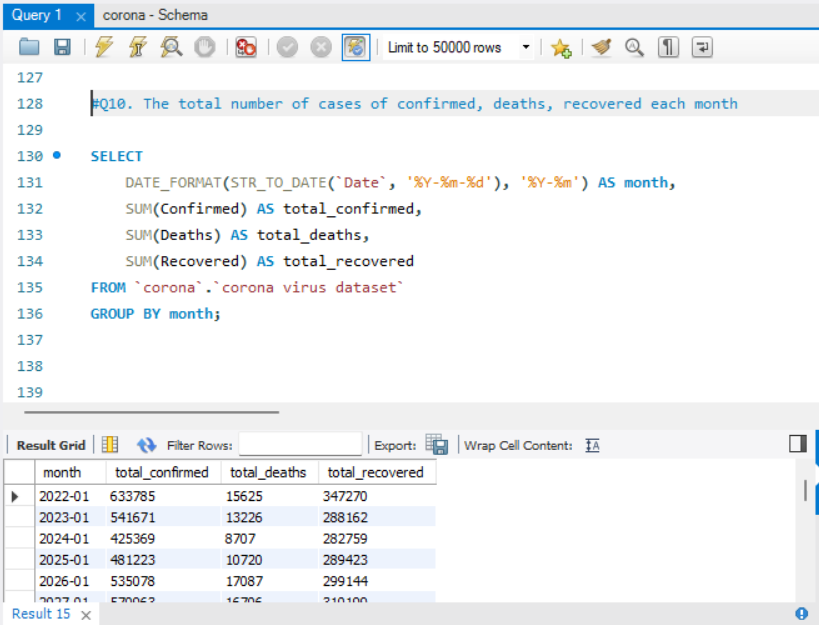 Query 1
corona - Schema
Limit to 50000 rows
127
128 #Q10. The total number of cases of confirmed, deaths, recovered each month
129
130 SELECT
131 DATE_FORMAT(STR_TO_DATE(`Date`, '%Y-%m-%d'), '%Y-%m') AS month,
132 SUM(Confirmed) AS total_confirmed,
133 SUM(Deaths) AS total_deaths,
134 SUM(Recovered) AS total_recovered
135 FROM `corona`.`corona virus dataset`
136 GROUP BY month;
137
138
139
Result Grid Filter Rows: Export: Wrap Cell Content: IA
month total_confirmed total_deaths total_recovered
2022-01 633785 15625 347270
2023-01 541671 13226 288162
2024-01 425369 8707 282759
2025-01 481223 10720 289423
2026-01 535078 17087 299144
Result 15